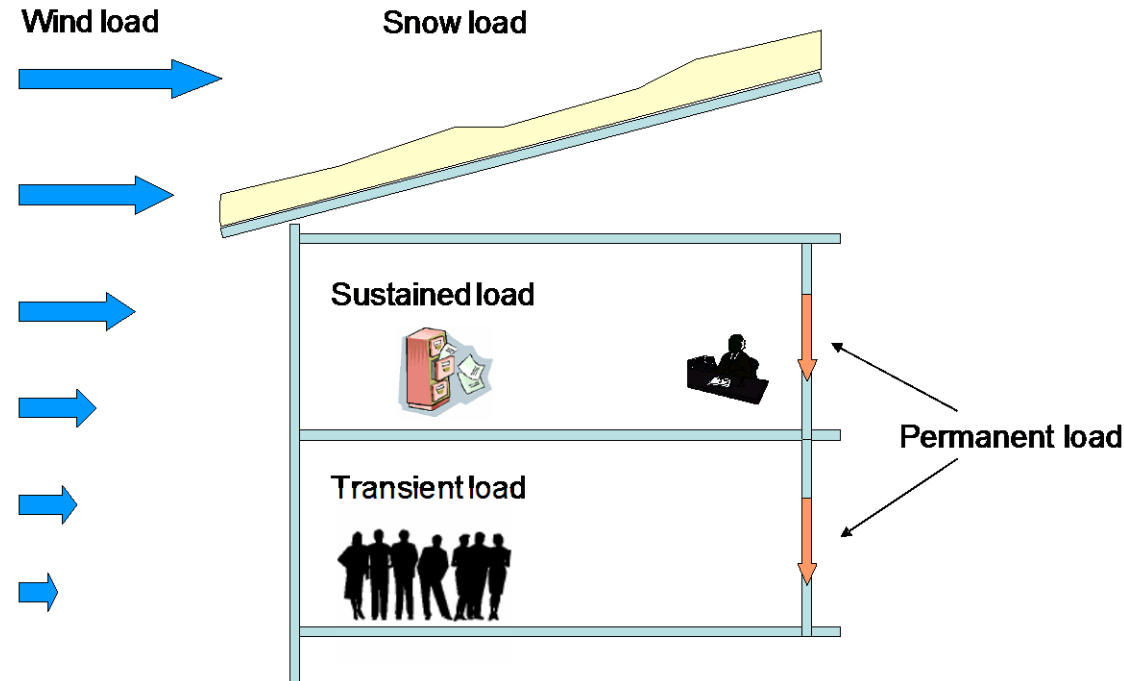 Wind load
Snow load
Sustained load
Permanent load
Transient load